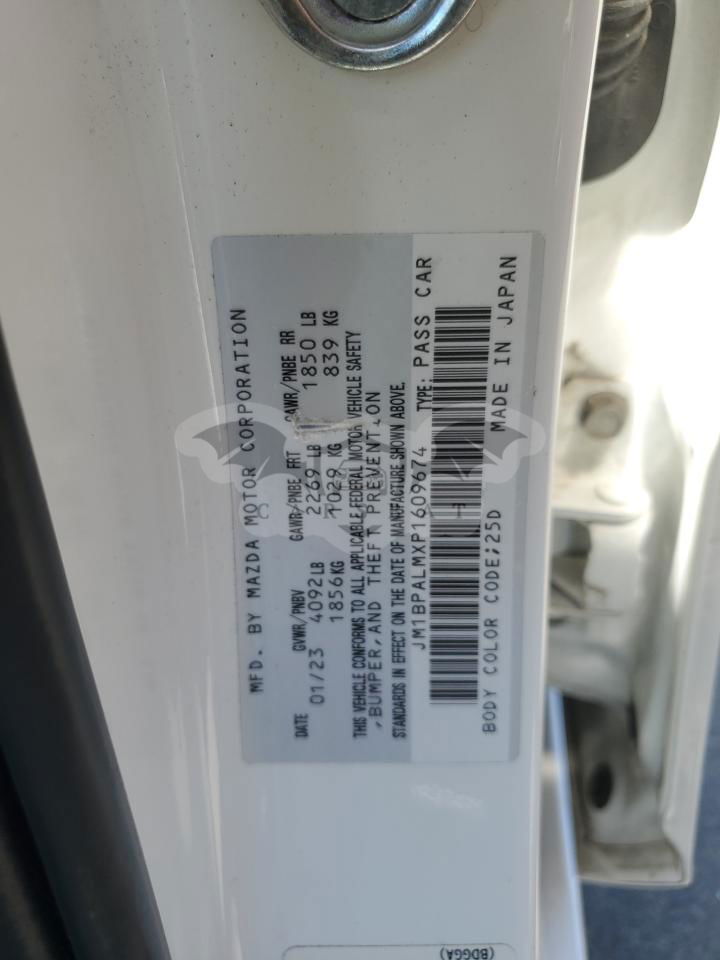 MFD. BY MAZDA MOTOR CORPORATION
DATE GVWR/PNBV GAWR/PNBE FRT GAWR/PNBE RR
01/23 4092LB 2269 LB 1850 LB
1856KG 1029 KG 839 KG
THIS VEHICLE CONFORMS TO ALL APPLICABLE FEDERAL MOTOR VEHICLE SAFETY
,BUMPER,AND THEFT PREVENTION
STANDARDS IN EFFECT ON THE DATE OF MANUFACTURE SHOWN ABOVE.
JM1BPALMXP1609674 TYPE: PASS CAR
BODY COLOR CODE;25D MADE IN JAPAN
(BDGGA)